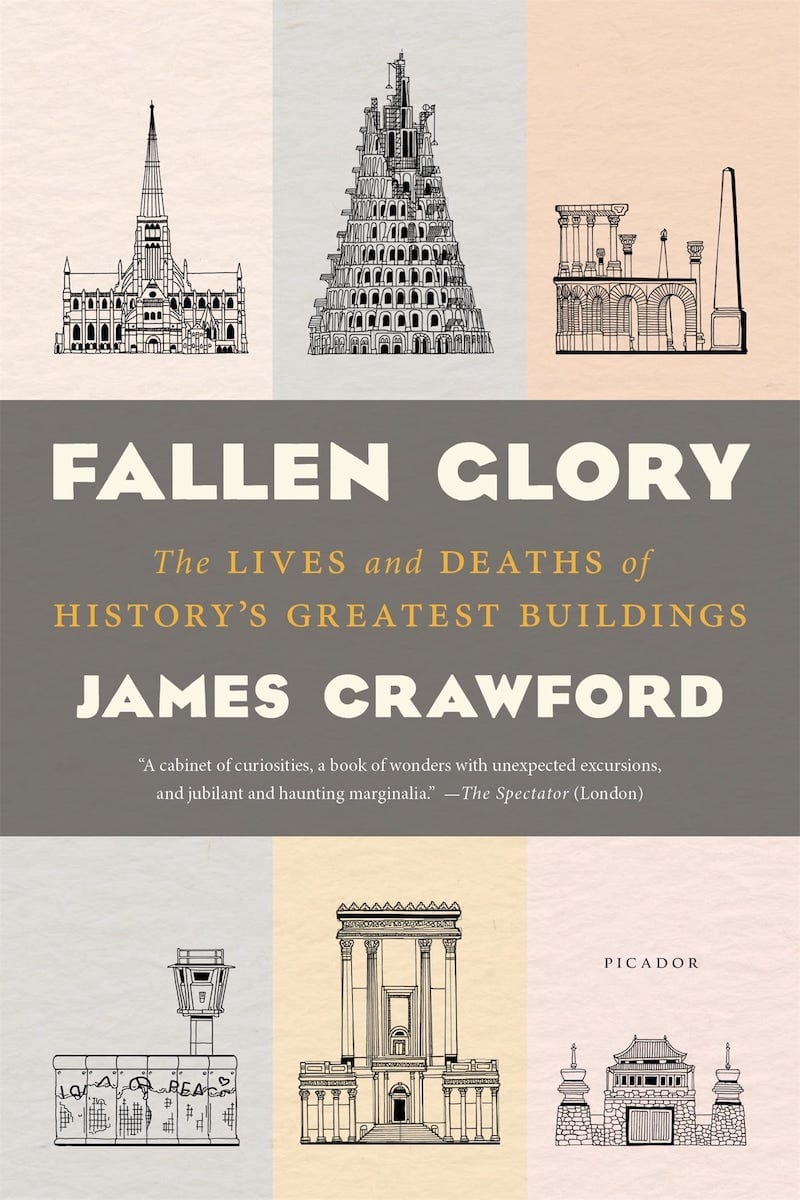 FALLEN GLORY
The LIVES and DEATHS of
HISTORY’S GREATEST BUILDINGS
JAMES CRAWFORD
“A cabinet of curiosities, a book of wonders with unexpected excursions,
and jubilant and haunting marginalia.” —The Spectator (London)
PICADOR